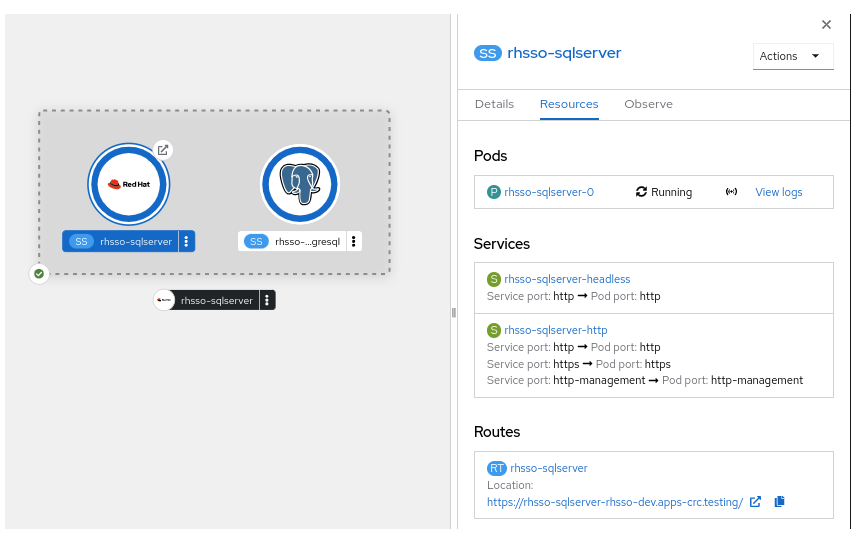 Red Hat
SS rhsso-sqlserver
SS rhsso-...gresql
rhsso-sqlserver
SS rhsso-sqlserver
Actions
Details Resources Observe
Pods
P rhsso-sqlserver-0 Running View logs
Services
S rhsso-sqlserver-headless
Service port: http → Pod port: http
S rhsso-sqlserver-http
Service port: http → Pod port: http
Service port: https → Pod port: https
Service port: http-management → Pod port: http-management
Routes
RT rhsso-sqlserver
Location:
https://rhsso-sqlserver-rhsso-dev.apps-crc.testing/